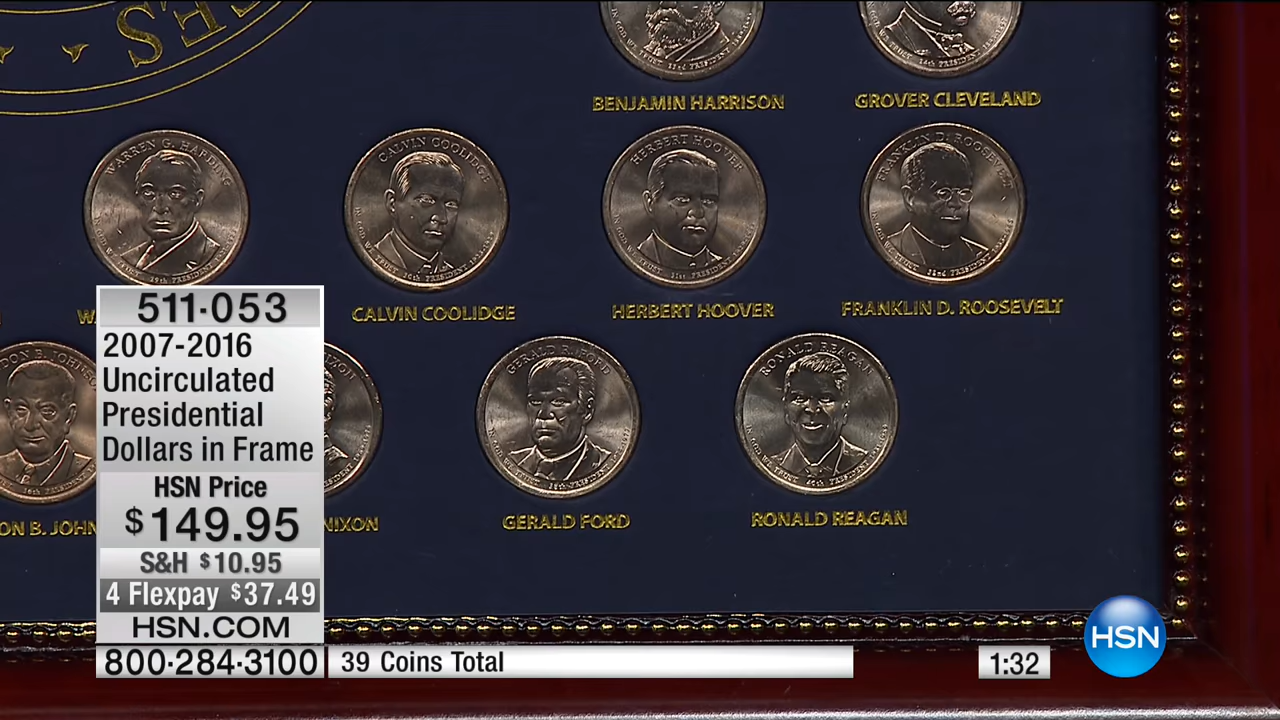 BENJAMIN HARRISON
GROVER CLEVELAND
WARREN G. HARDING
CALVIN COOLIDGE
HERBERT HOOVER
FRANKLIN D. ROOSEVELT
CALVIN COOLIDGE
HERBERT HOOVER
FRANKLIN D. ROOSEVELT
GERALD R. FORD
RONALD REAGAN
ON B. JOHN
NIXON
GERALD FORD
RONALD REAGAN
511·053
2007-2016
Uncirculated
Presidential
Dollars in Frame
HSN Price
$149.95
S&H $10.95
4 Flexpay $37.49
HSN.COM
800·284·3100
39 Coins Total
1:32
HSN